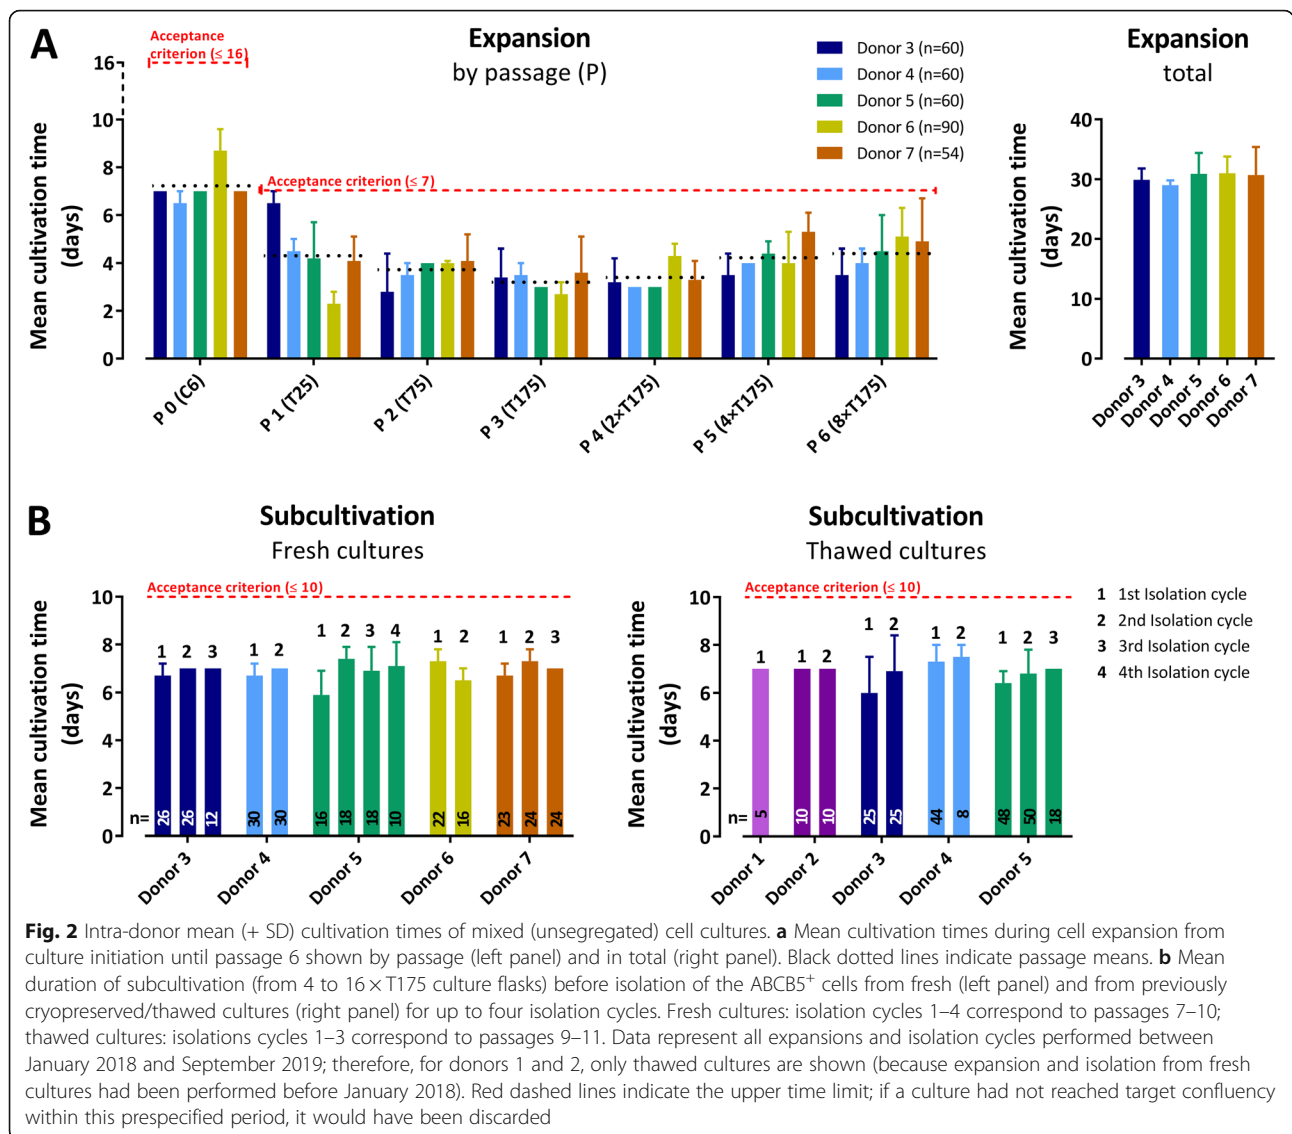 A
Acceptance
criterion (≤ 16)
Expansion
by passage (P)
Donor 3 (n=60)
Donor 4 (n=60)
Donor 5 (n=60)
Donor 6 (n=90)
Donor 7 (n=54)
Mean cultivation time
(days)
16
10
8
6
4
2
0
Acceptance criterion (≤ 7)
P 0 (C6)
P 1 (T25)
P 2 (T75)
P 3 (T175)
P 4 (2×T175)
P 5 (4×T175)
P 6 (8×T175)
Expansion
total
Mean cultivation time
(days)
40
30
20
10
0
Donor 3
Donor 4
Donor 5
Donor 6
Donor 7
B
Subcultivation
Fresh cultures
Acceptance criterion (≤ 10)
Mean cultivation time
(days)
10
8
6
4
2
0
1 2 3 1 2 1 2 3 4 1 2 1 2 3
n= 26 26 12 30 30 16 18 18 10 22 16 23 24 24
Donor 3
Donor 4
Donor 5
Donor 6
Donor 7
Subcultivation
Thawed cultures
Acceptance criterion (≤ 10)
Mean cultivation time
(days)
10
8
6
4
2
0
1 1 2 1 2 1 2 1 2 3
n= 5 10 10 25 25 44 8 48 50 18
Donor 1
Donor 2
Donor 3
Donor 4
Donor 5
1 1st Isolation cycle
2 2nd Isolation cycle
3 3rd Isolation cycle
4 4th Isolation cycle
Fig. 2 Intra-donor mean (+ SD) cultivation times of mixed (unsegregated) cell cultures. a Mean cultivation times during cell expansion from
culture initiation until passage 6 shown by passage (left panel) and in total (right panel). Black dotted lines indicate passage means. b Mean
duration of subcultivation (from 4 to 16 × T175 culture flasks) before isolation of the ABCB5+ cells from fresh (left panel) and from previously
cryopreserved/thawed cultures (right panel) for up to four isolation cycles. Fresh cultures: isolation cycles 1–4 correspond to passages 7–10;
thawed cultures: isolations cycles 1–3 correspond to passages 9–11. Data represent all expansions and isolation cycles performed between
January 2018 and September 2019; therefore, for donors 1 and 2, only thawed cultures are shown (because expansion and isolation from fresh
cultures had been performed before January 2018). Red dashed lines indicate the upper time limit; if a culture had not reached target confluency
within this prespecified period, it would have been discarded